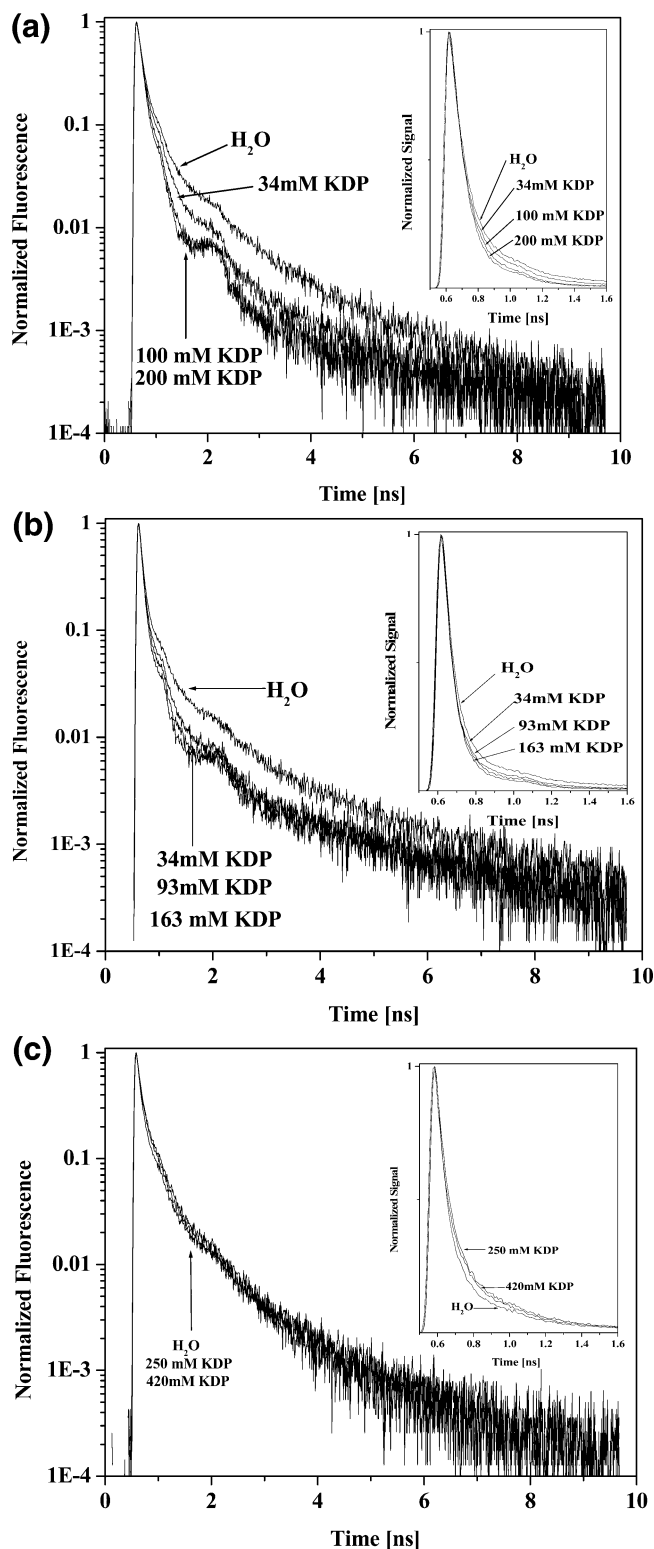 (a)
Normalized Fluorescence
1
0.1
0.01
1E-3
1E-4
0
2
4
6
8
10
Time [ns]
H₂O
34mM KDP
100 mM KDP
200 mM KDP
Normalized Signal
1
H₂O
34mM KDP
100 mM KDP
200 mM KDP
0.6
0.8
1.0
1.2
1.4
1.6
Time [ns]
(b)
Normalized Fluorescence
1
0.1
0.01
1E-3
1E-4
0
2
4
6
8
10
Time [ns]
H₂O
34mM KDP
93mM KDP
163 mM KDP
Normalized Signal
1
H₂O
34mM KDP
93mM KDP
163 mM KDP
0.6
0.8
1.0
1.2
1.4
1.6
Time [ns]
(c)
Normalized Fluorescence
1
0.1
0.01
1E-3
1E-4
0
2
4
6
8
10
Time [ns]
H₂O
250 mM KDP
420mM KDP
Normalized Signal
1
250 mM KDP
420mM KDP
H₂O
0.6
0.8
1.0
1.2
1.4
1.6
Time [ns]